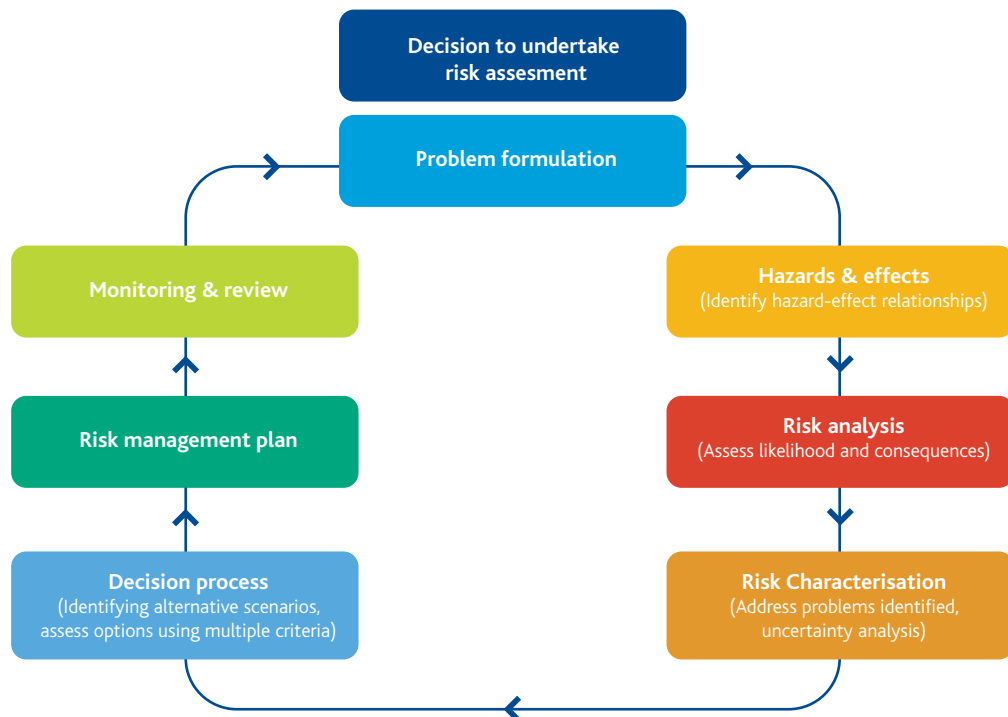 Decision to undertake
risk assesment
Problem formulation
Monitoring & review
Hazards & effects
(Identify hazard-effect relationships)
Risk management plan
Risk analysis
(Assess likelihood and consequences)
Decision process
(Identifying alternative scenarios,
assess options using multiple criteria)
Risk Characterisation
(Address problems identified,
uncertainty analysis)